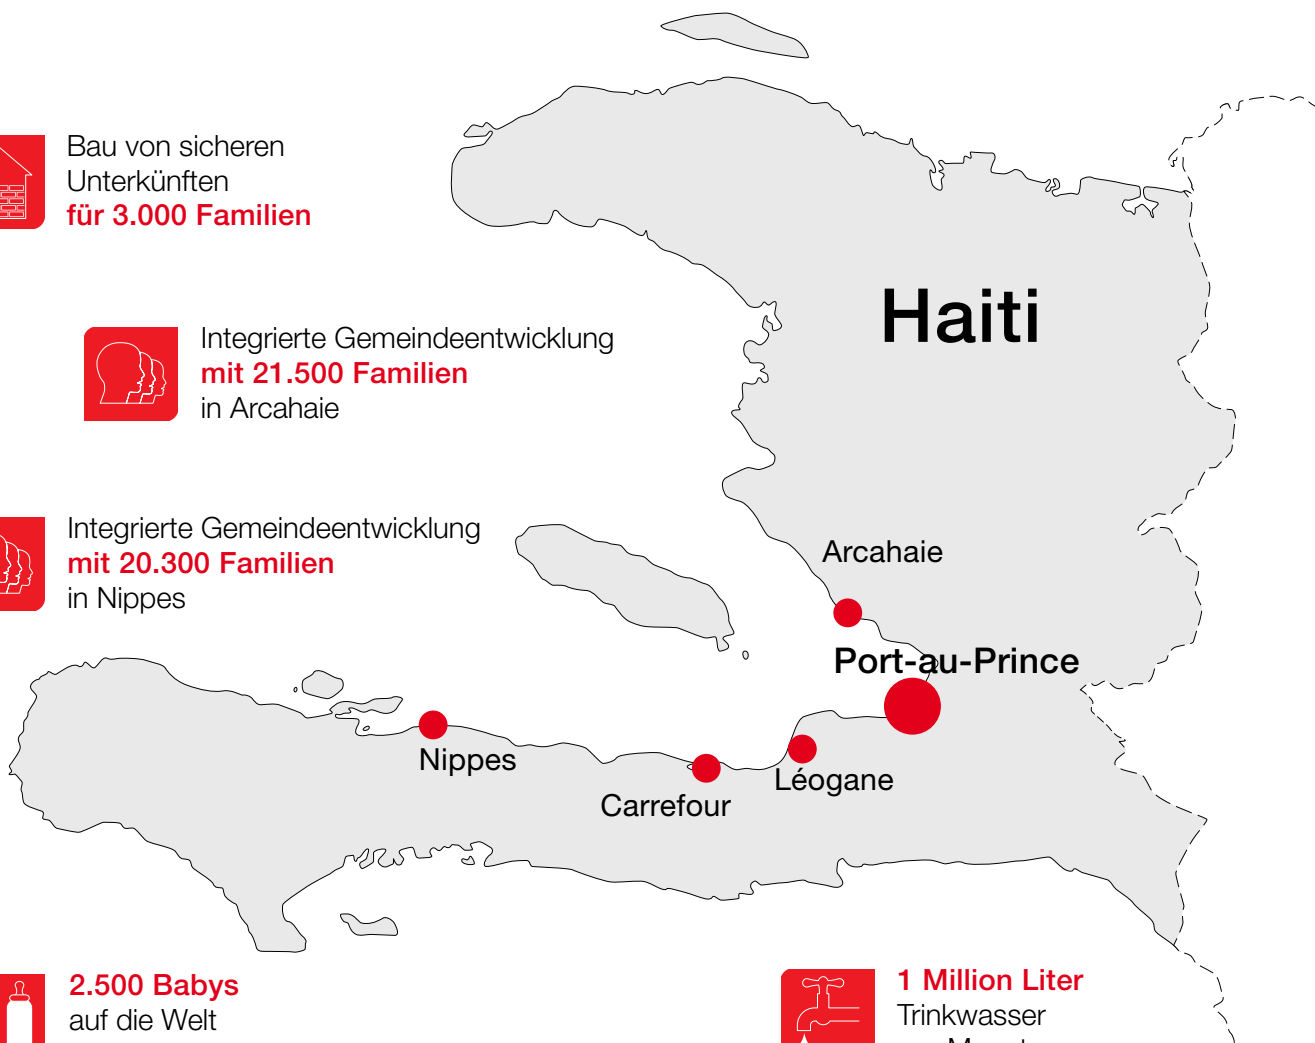 Bau von sicheren
Unterkünften
für 3.000 Familien
Haiti
Integrierte Gemeindeentwicklung
mit 21.500 Familien
in Arcahaie
Integrierte Gemeindeentwicklung
mit 20.300 Familien
in Nippes
Arcahaie
Port-au-Prince
Nippes
Léogane
Carrefour
2.500 Babys
auf die Welt
1 Million Liter
Trinkwasser